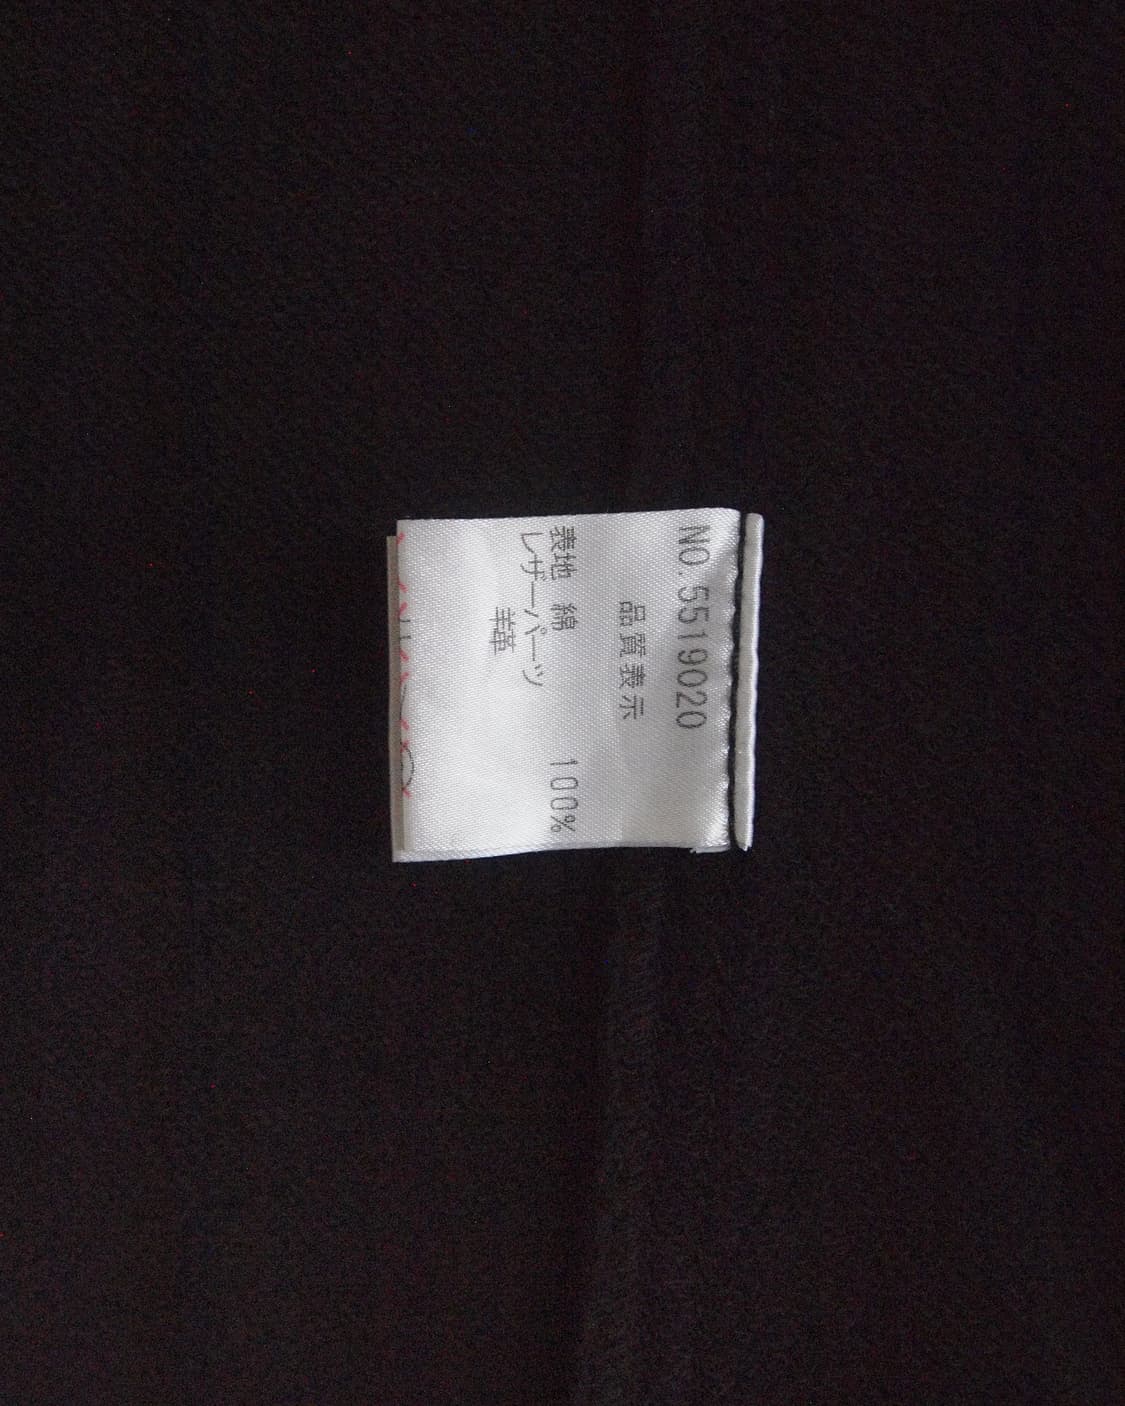 NO.5519020
品質表示
表地 綿 100%
レザーパーツ
羊革